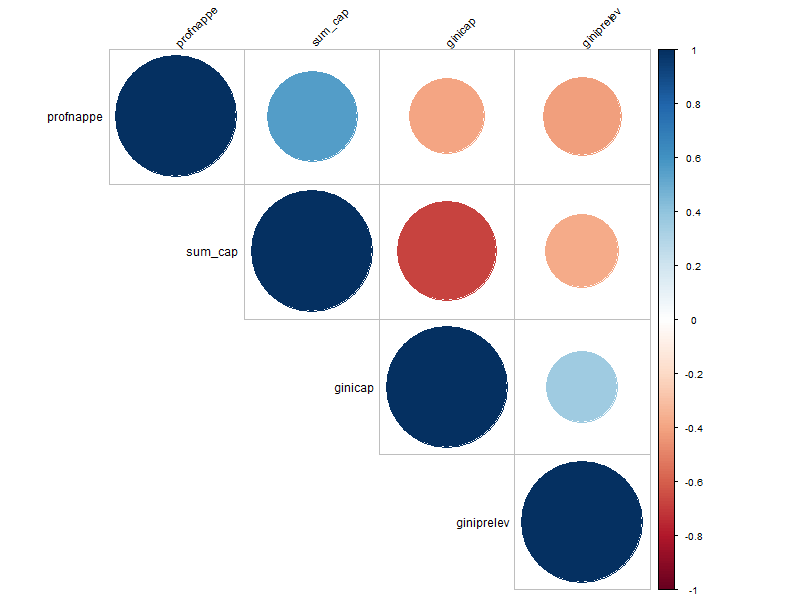 profnappe
sum_cap
ginicap
giniprelev
profnappe
sum_cap
ginicap
giniprelev
1
0.8
0.6
0.4
0.2
0
-0.2
-0.4
-0.6
-0.8
-1